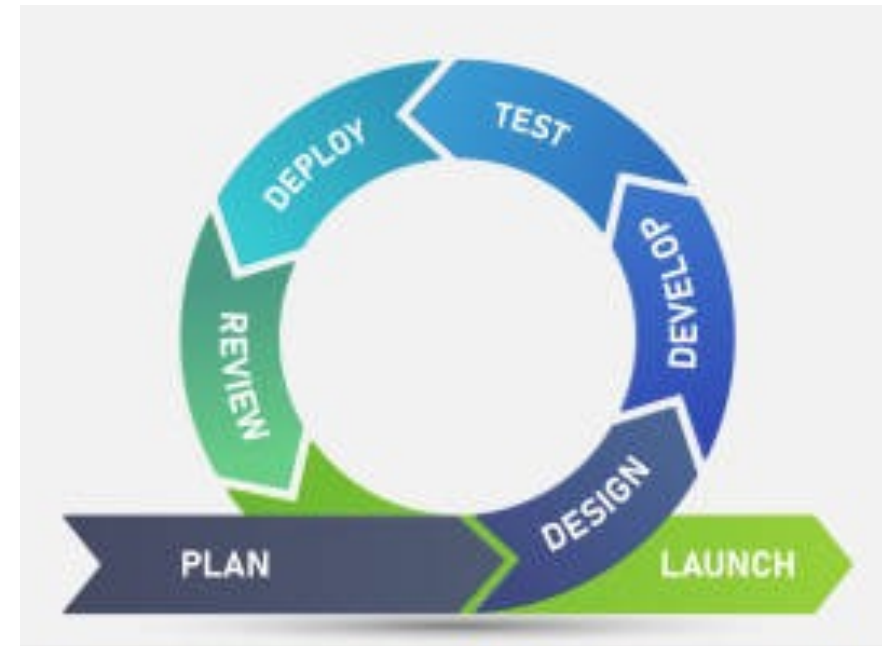 PLAN
DESIGN
DEVELOP
TEST
DEPLOY
REVIEW
LAUNCH